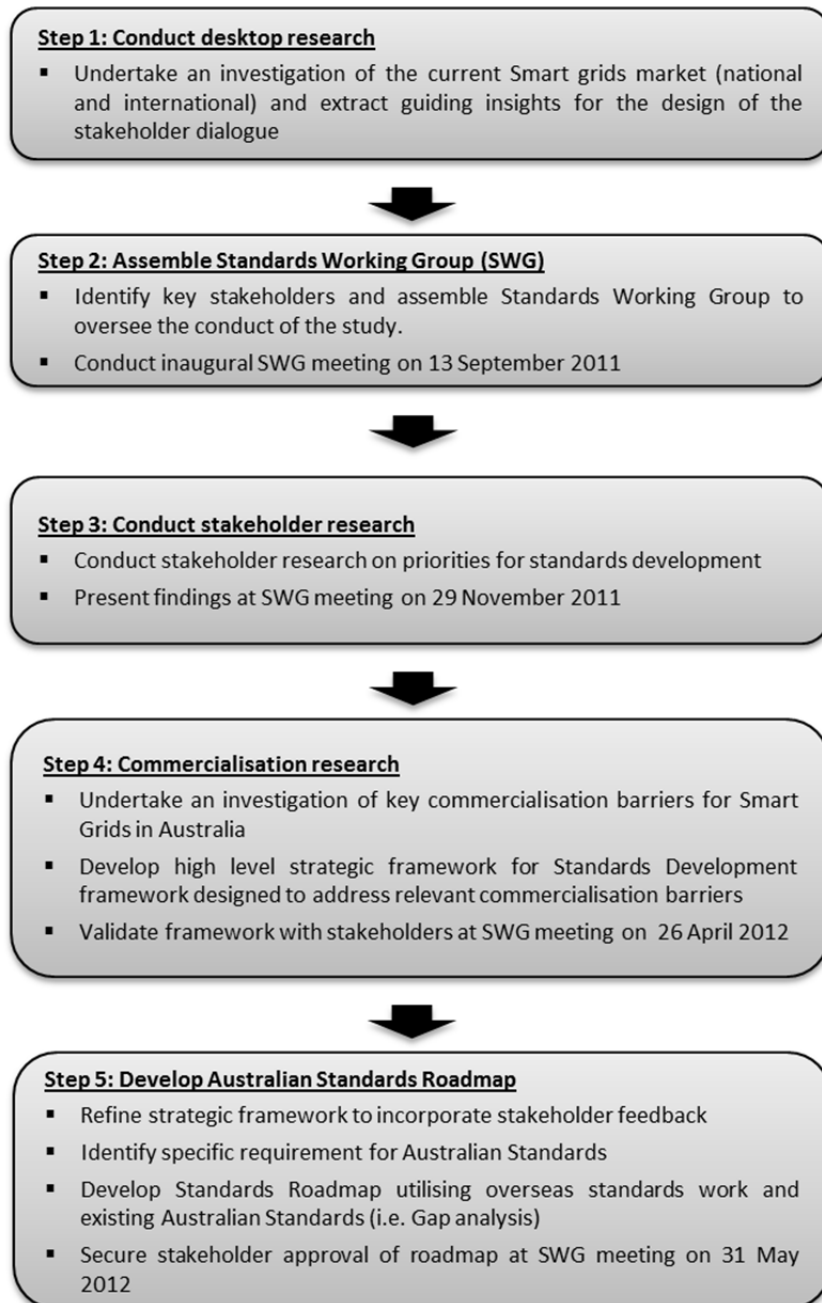 Step 1: Conduct desktop research
▪ Undertake an investigation of the current Smart grids market (national
and international) and extract guiding insights for the design of the
stakeholder dialogue
Step 2: Assemble Standards Working Group (SWG)
▪ Identify key stakeholders and assemble Standards Working Group to
oversee the conduct of the study.
▪ Conduct inaugural SWG meeting on 13 September 2011
Step 3: Conduct stakeholder research
▪ Conduct stakeholder research on priorities for standards development
▪ Present findings at SWG meeting on 29 November 2011
Step 4: Commercialisation research
▪ Undertake an investigation of key commercialisation barriers for Smart
Grids in Australia
▪ Develop high level strategic framework for Standards Development
framework designed to address relevant commercialisation barriers
▪ Validate framework with stakeholders at SWG meeting on 26 April 2012
Step 5: Develop Australian Standards Roadmap
▪ Refine strategic framework to incorporate stakeholder feedback
▪ Identify specific requirement for Australian Standards
▪ Develop Standards Roadmap utilising overseas standards work and
existing Australian Standards (i.e. Gap analysis)
▪ Secure stakeholder approval of roadmap at SWG meeting on 31 May
2012